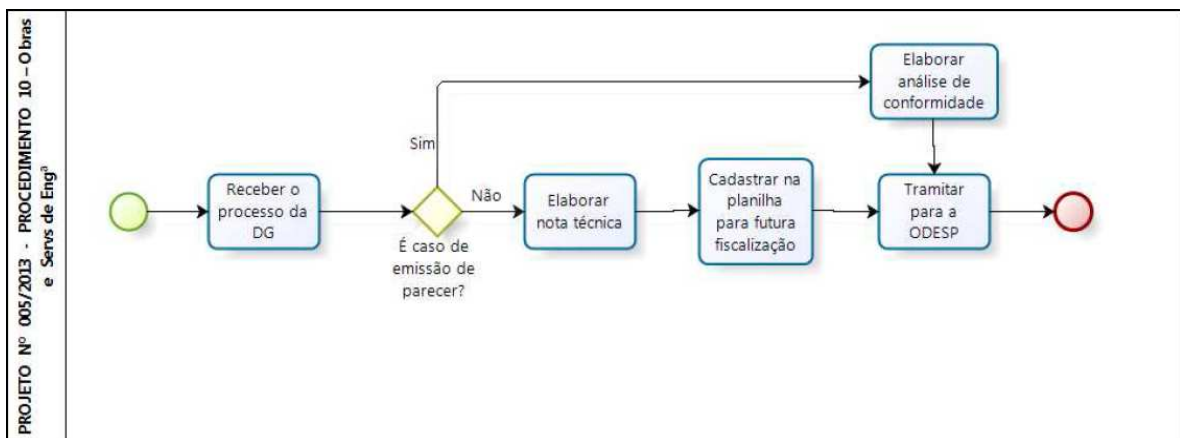 PROJETO Nº 005/2013 - PROCEDIMENTO 10 – Obras
e Servs de Engª
Receber o
processo da
DG
É caso de
emissão de
parecer?
Sim
Não
Elaborar
análise de
conformidade
Elaborar
nota técnica
Cadastrar na
planilha
para futura
fiscalização
Tramitar
para a
ODESP